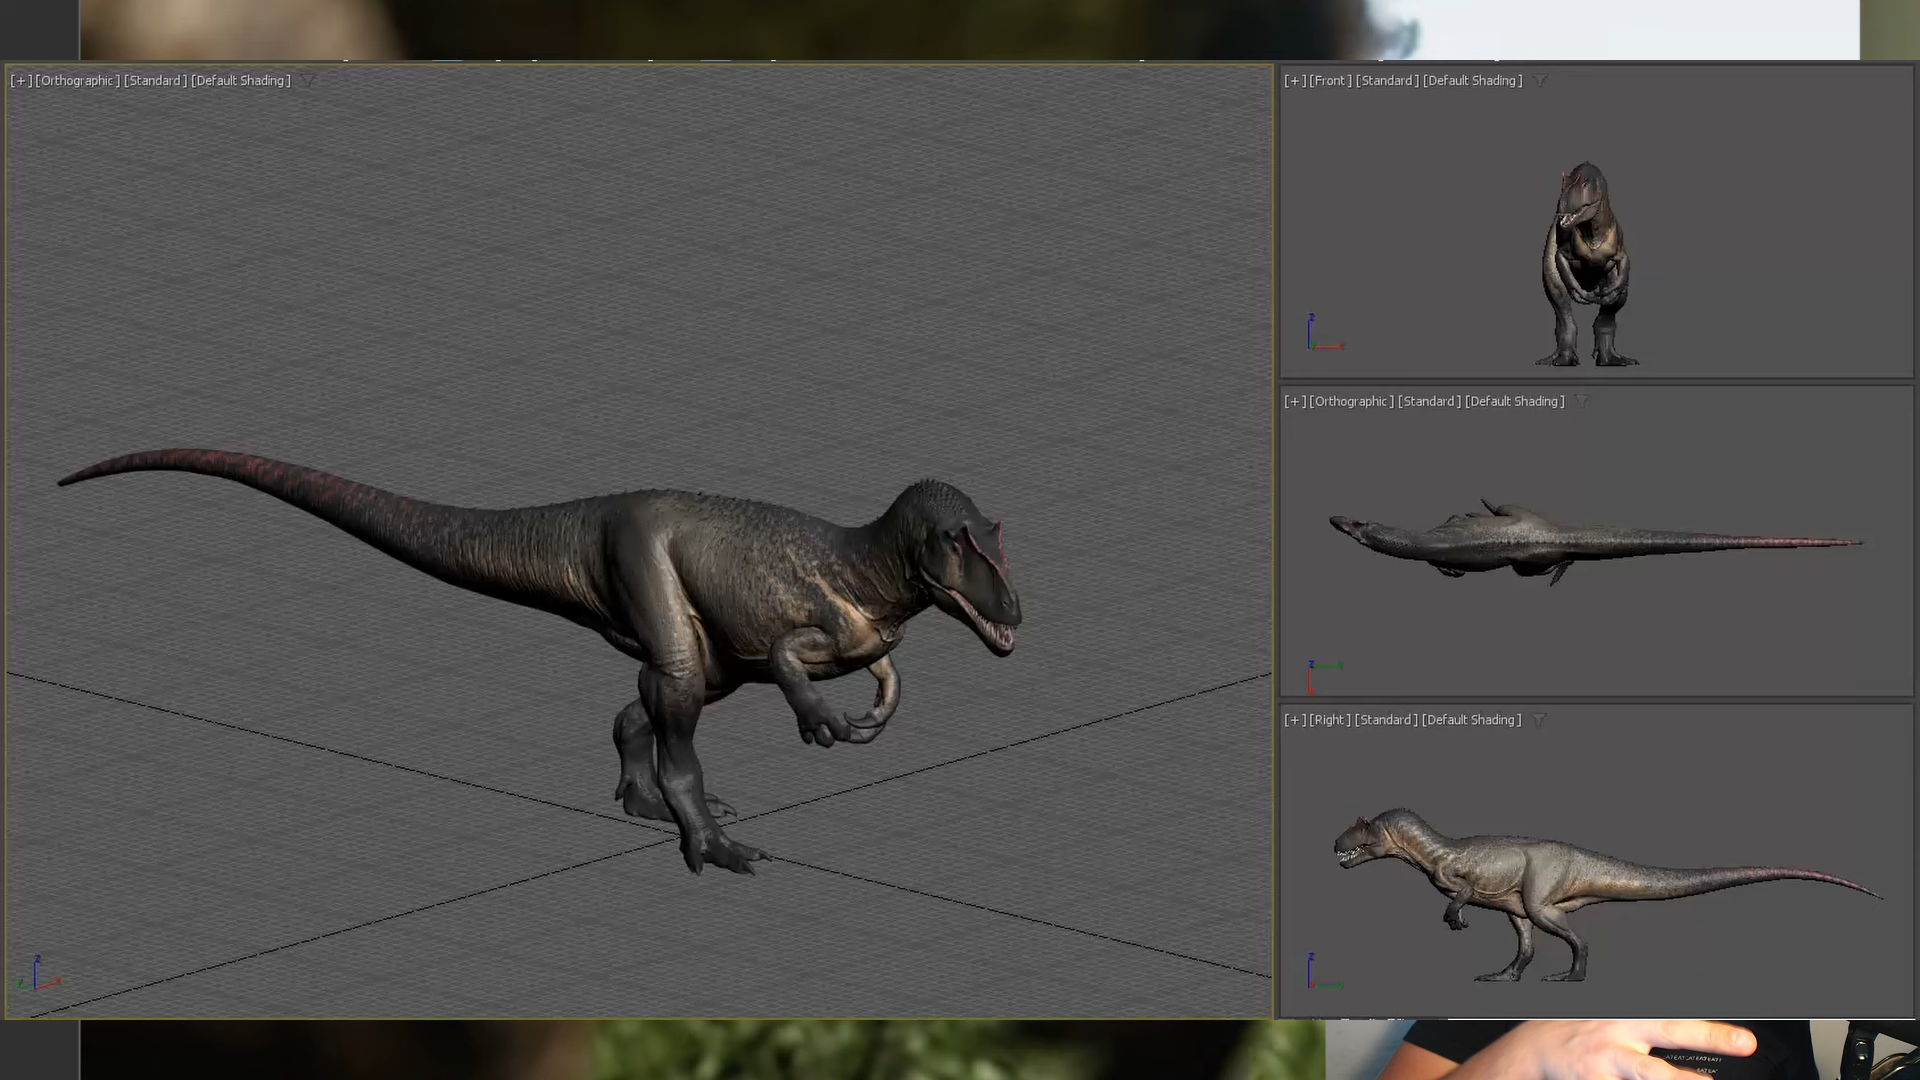 [+] [Orthographic] [Standard] [Default Shading]
[+] [Front] [Standard] [Default Shading]
[+] [Orthographic] [Standard] [Default Shading]
[+] [Right] [Standard] [Default Shading]